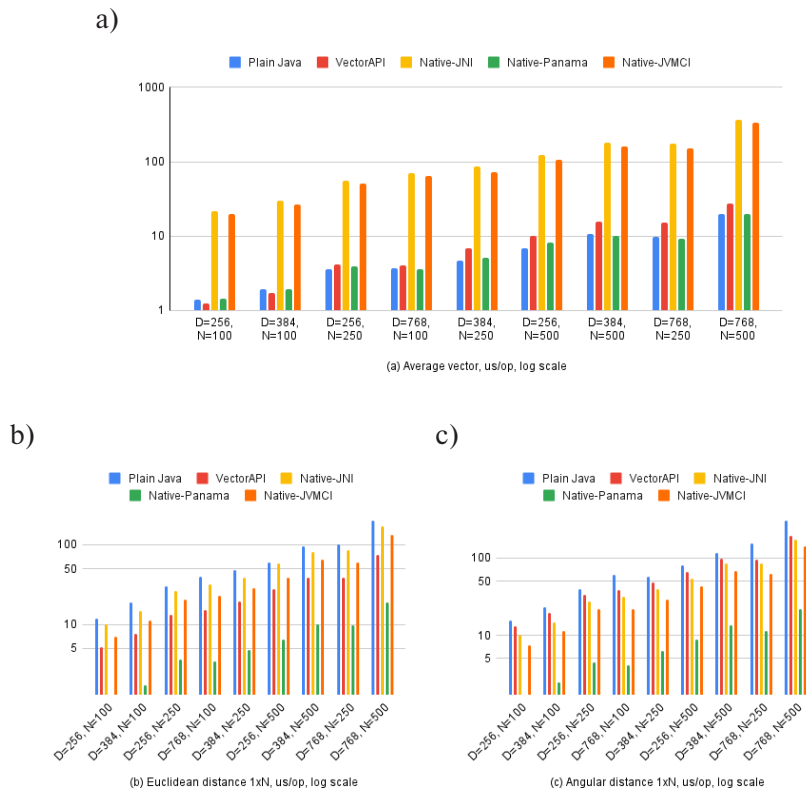 a)
Plain Java VectorAPI Native-JNI Native-Panama Native-JVMCI
1000
100
10
1
D=256, N=100
D=384, N=100
D=256, N=250
D=768, N=100
D=384, N=250
D=256, N=500
D=384, N=500
D=768, N=250
D=768, N=500
(a) Average vector, us/op, log scale
b)
Plain Java VectorAPI Native-JNI
Native-Panama Native-JVMCI
100
50
10
5
D=256, N=100
D=384, N=100
D=256, N=250
D=768, N=100
D=384, N=250
D=256, N=500
D=384, N=500
D=768, N=250
D=768, N=500
(b) Euclidean distance 1xN, us/op, log scale
c)
Plain Java VectorAPI Native-JNI
Native-Panama Native-JVMCI
100
50
10
5
D=256, N=100
D=384, N=100
D=256, N=250
D=768, N=100
D=384, N=250
D=256, N=500
D=384, N=500
D=768, N=250
D=768, N=500
(c) Angular distance 1xN, us/op, log scale